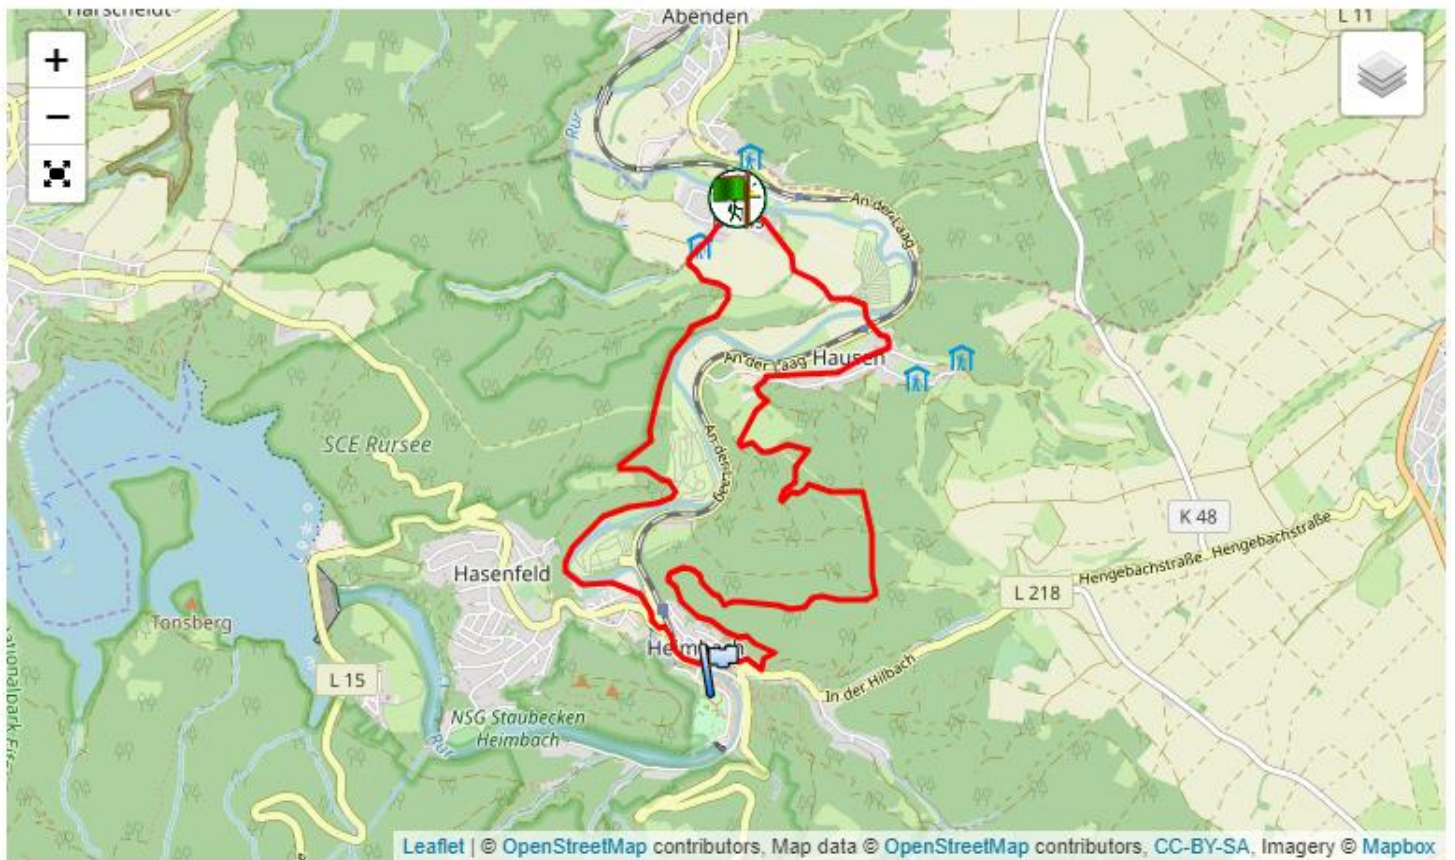 Harscheidt
Abenden
L 11
+
−
Rur
An der Laag
An der Laag
Hausen
SCE Rursee
An der Laag
K 48
Hengebachstraße
Hengebachstraße
Hasenfeld
L 218
Tonsberg
Heimbach
L 15
In der Hilbach
NSG Staubecken
Heimbach
Rur
Leaflet | © OpenStreetMap contributors, Map data © OpenStreetMap contributors, CC-BY-SA, Imagery © Mapbox